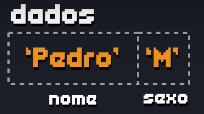 dados
‘Pedro’ ‘M’
nome sexo